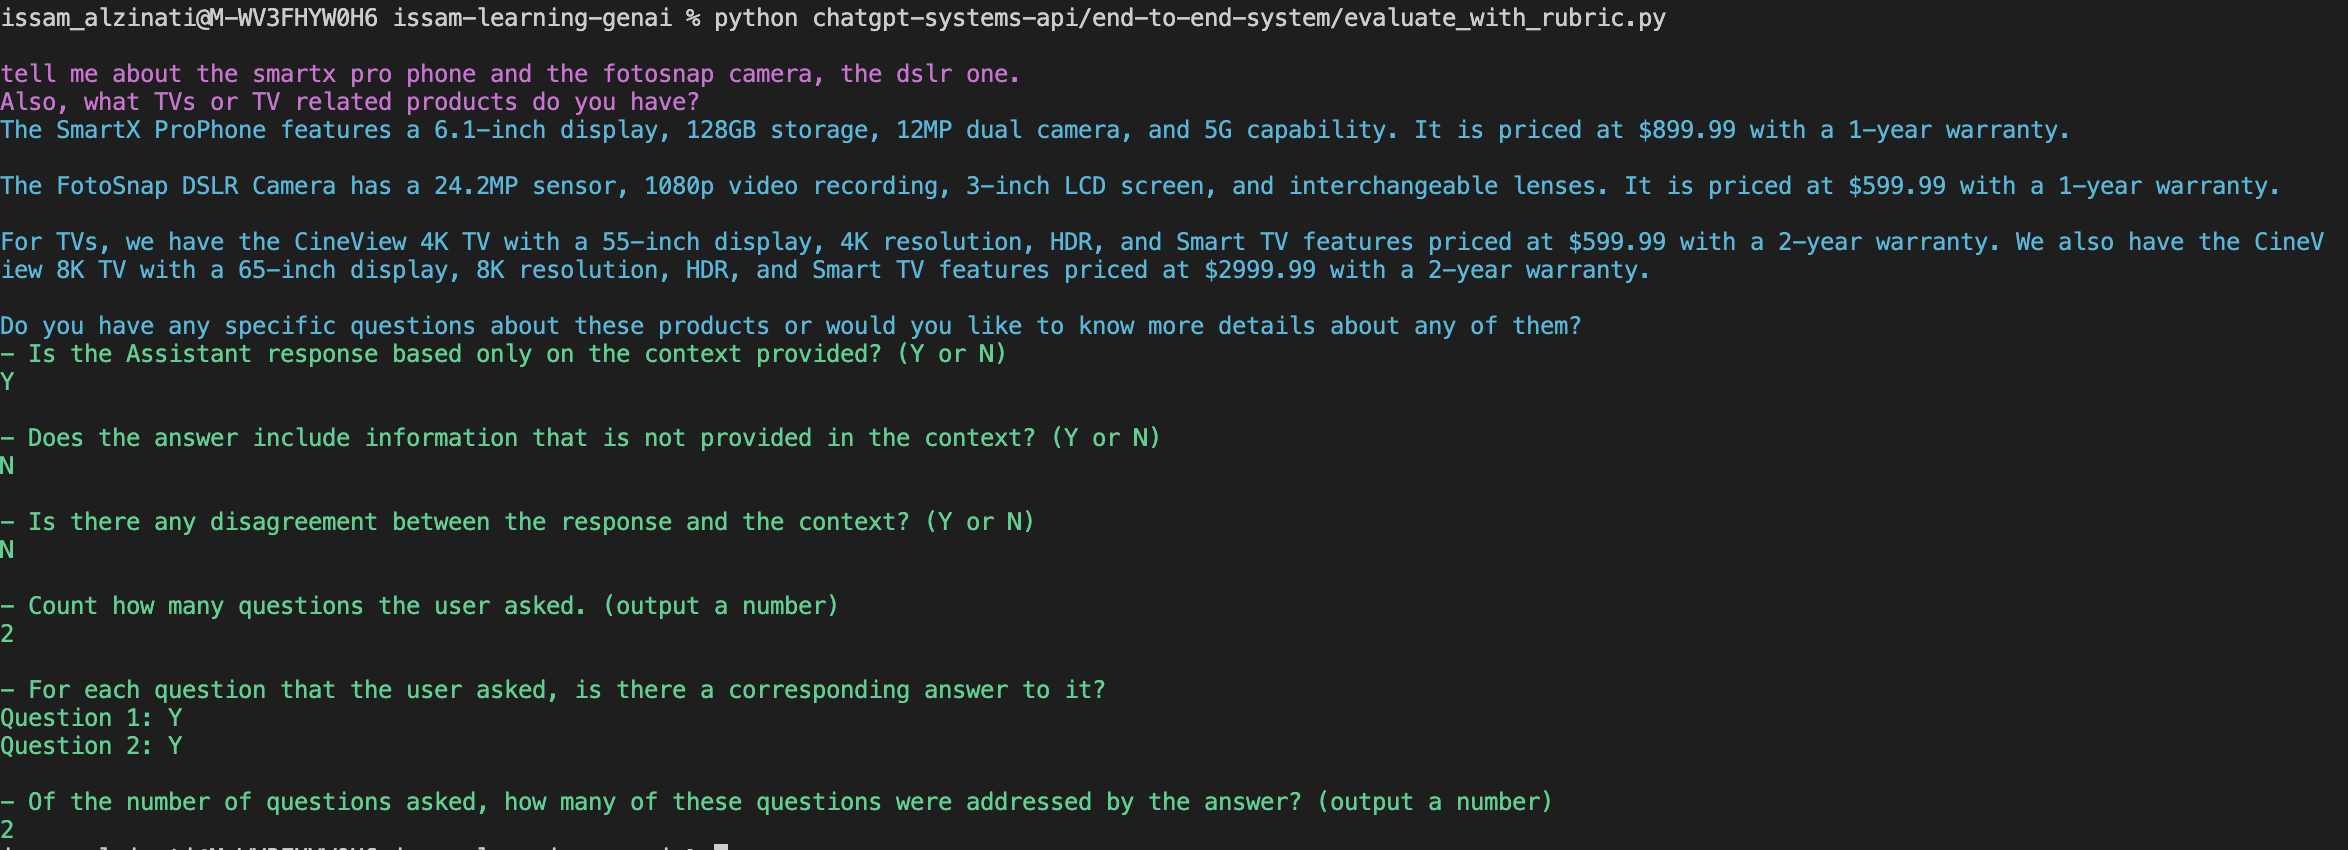 issam_alzinati@M-WV3FHYW0H6 issam-learning-genai % python chatgpt-systems-api/end-to-end-system/evaluate_with_rubric.py
tell me about the smartx pro phone and the fotosnap camera, the dslr one.
Also, what TVs or TV related products do you have?
The SmartX ProPhone features a 6.1-inch display, 128GB storage, 12MP dual camera, and 5G capability. It is priced at $899.99 with a 1-year warranty.
The FotoSnap DSLR Camera has a 24.2MP sensor, 1080p video recording, 3-inch LCD screen, and interchangeable lenses. It is priced at $599.99 with a 1-year warranty.
For TVs, we have the CineView 4K TV with a 55-inch display, 4K resolution, HDR, and Smart TV features priced at $599.99 with a 2-year warranty. We also have the CineV
iew 8K TV with a 65-inch display, 8K resolution, HDR, and Smart TV features priced at $2999.99 with a 2-year warranty.
Do you have any specific questions about these products or would you like to know more details about any of them?
- Is the Assistant response based only on the context provided? (Y or N)
Y
- Does the answer include information that is not provided in the context? (Y or N)
N
- Is there any disagreement between the response and the context? (Y or N)
N
- Count how many questions the user asked. (output a number)
2
- For each question that the user asked, is there a corresponding answer to it?
Question 1: Y
Question 2: Y
- Of the number of questions asked, how many of these questions were addressed by the answer? (output a number)
2